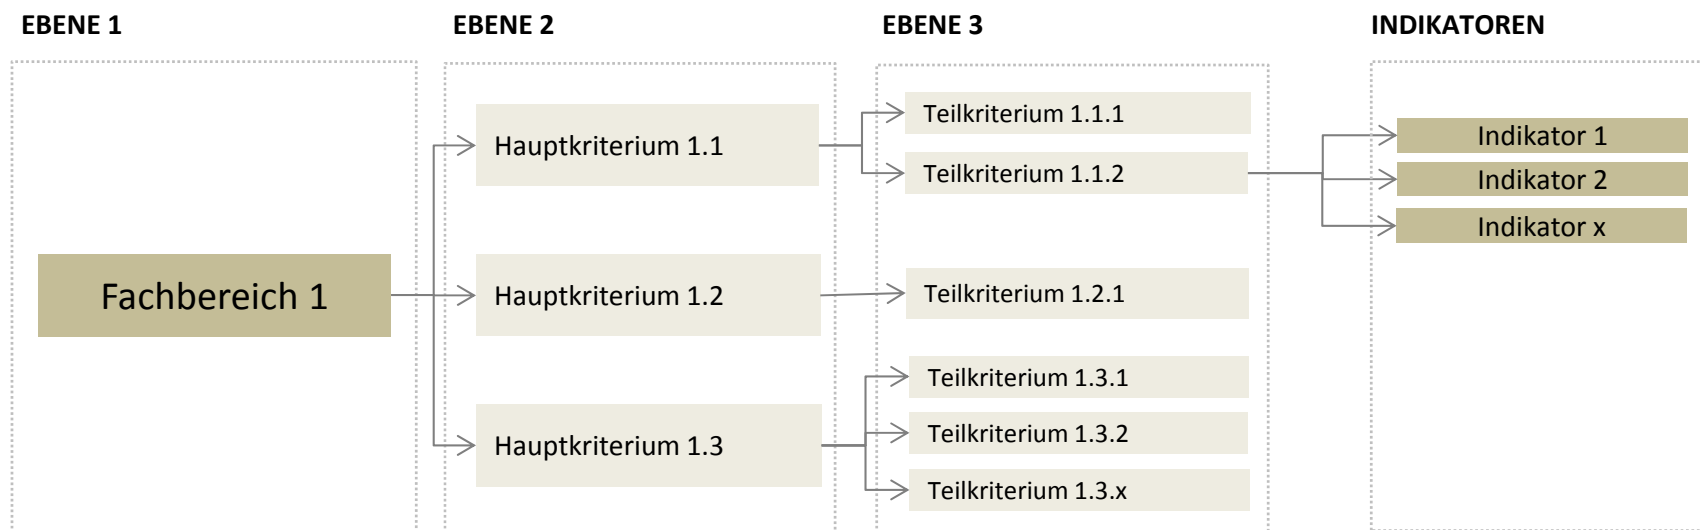 EBENE 1
EBENE 2
EBENE 3
INDIKATOREN
Fachbereich 1
Hauptkriterium 1.1
Hauptkriterium 1.2
Hauptkriterium 1.3
Teilkriterium 1.1.1
Teilkriterium 1.1.2
Teilkriterium 1.2.1
Teilkriterium 1.3.1
Teilkriterium 1.3.2
Teilkriterium 1.3.x
Indikator 1
Indikator 2
Indikator x